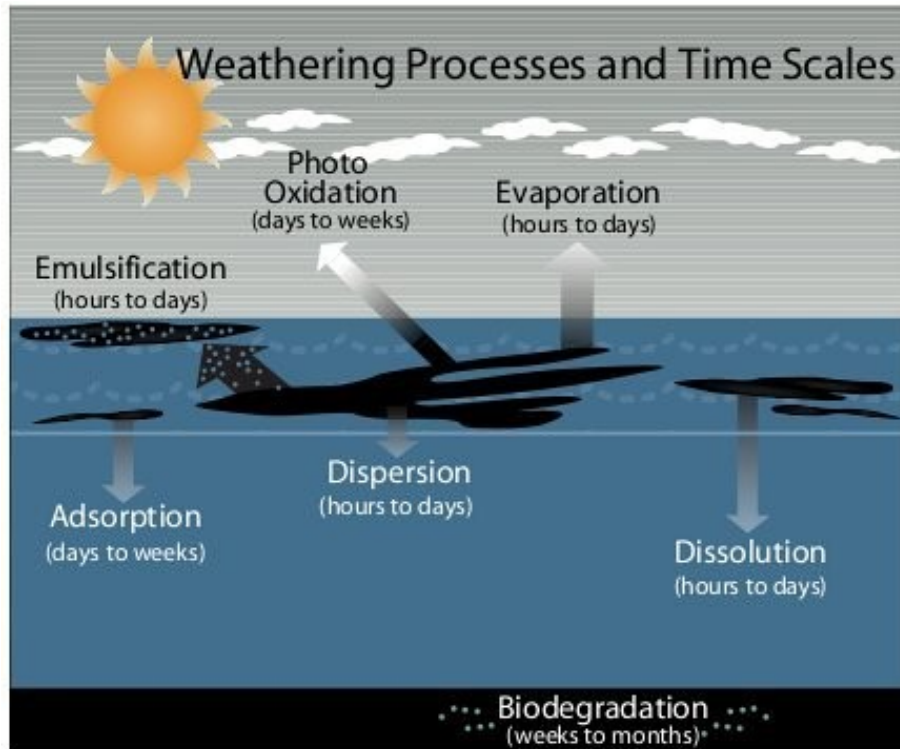 Weathering Processes and Time Scales
Photo
Oxidation
(days to weeks)
Evaporation
(hours to days)
Emulsification
(hours to days)
Dispersion
(hours to days)
Adsorption
(days to weeks)
Dissolution
(hours to days)
Biodegradation
(weeks to months)